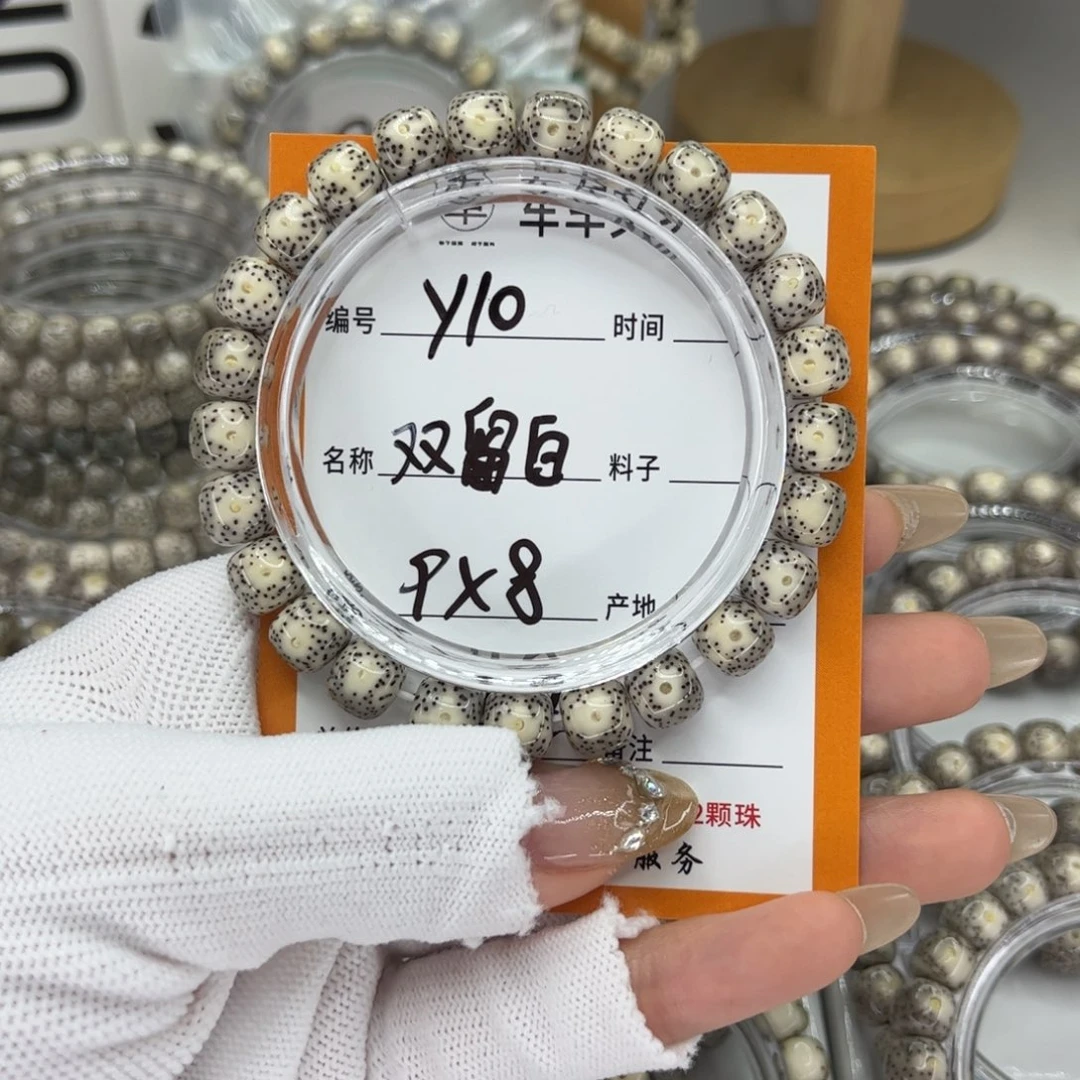 编号 Y10 时间
名称 双留白 料子
PX8 产地
备注
2颗珠
服务